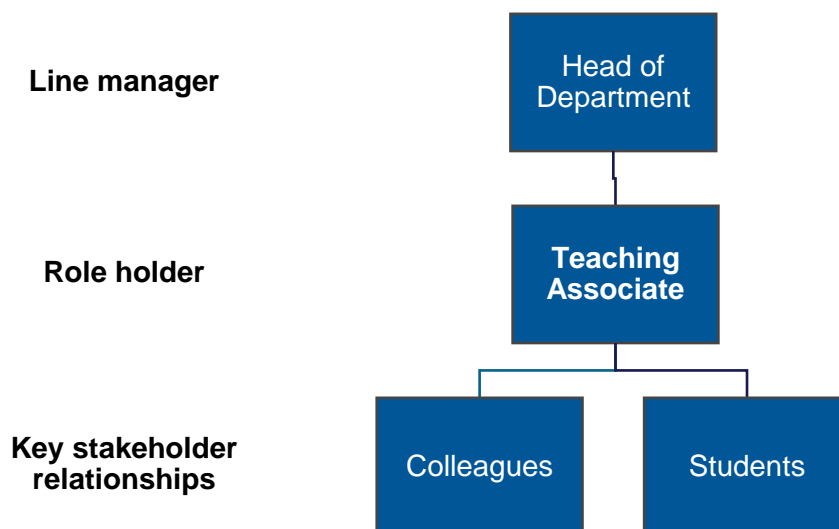 Line manager
Head of
Department
Role holder
Teaching
Associate
Key stakeholder
relationships
Colleagues
Students